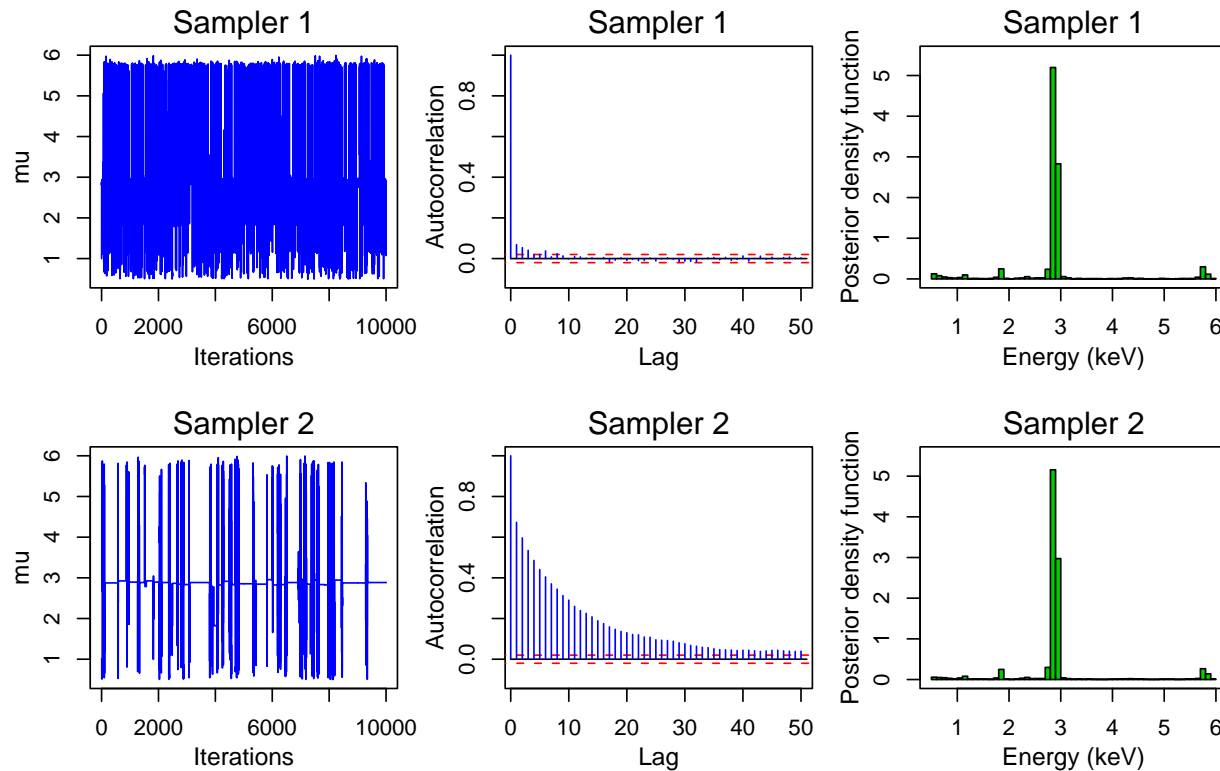 Sampler 1
mu
1 2 3 4 5 6
0 2000 6000 10000
Iterations
Sampler 1
Autocorrelation
0.0 0.4 0.8
0 10 20 30 40 50
Lag
Sampler 1
Posterior density function
0 1 2 3 4 5
1 2 3 4 5 6
Energy (keV)
Sampler 2
mu
1 2 3 4 5 6
0 2000 6000 10000
Iterations
Sampler 2
Autocorrelation
0.0 0.4 0.8
0 10 20 30 40 50
Lag
Sampler 2
Posterior density function
0 1 2 3 4 5
1 2 3 4 5 6
Energy (keV)